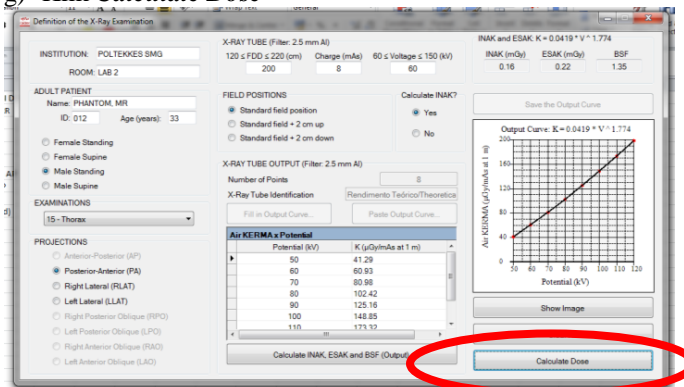 Definition of the X-Ray Examination
INSTITUTION: POLTEKKES SMG
ROOM: LAB 2
ADULT PATIENT
Name: PHANTOM, MR
ID: 012 Age (years): 33
Female Standing
Female Supine
Male Standing
Male Supine
EXAMINATIONS
15 - Thorax
PROJECTIONS
Anterior-Posterior (AP)
Posterior-Anterior (PA)
Right Lateral (RLAT)
Left Lateral (LLAT)
Right Posterior Oblique (RPO)
Left Posterior Oblique (LPO)
Right Anterior Oblique (RAO)
Left Anterior Oblique (LAO)
X-RAY TUBE (Filter: 2.5 mm Al)
120 ≤ FDD ≤ 220 (cm) Charge (mAs) 60 ≤ Voltage ≤ 150 (kV)
200 8 60
FIELD POSITIONS
Standard field position
Standard field + 2 cm up
Standard field + 2 cm down
Calculate INAK?
Yes
No
X-RAY TUBE OUTPUT (Filter: 2.5 mm Al)
Number of Points 8
X-Ray Tube Identification Rendimento Teórico/Theoretica
Fill in Output Curve... Paste Output Curve...
Air KERMA x Potential
Potential (kV) K (µGy/mAs at 1 m)
50 41.29
60 60.93
70 80.98
80 102.42
90 125.16
100 148.85
110 173.32
Calculate INAK, ESAK and BSF (Output)
INAK and ESAK: K = 0.0419 * V ^ 1.774
INAK (mGy) ESAK (mGy) BSF
0.16 0.22 1.35
Save the Output Curve
Output Curve: K = 0.0419 * V^ 1.774
Air KERMA (µGy/mAs at 1 m)
200
160
120
80
40
0
50 60 70 80 90 100 110 120
Potential (kV)
Show Image
Calculate Dose